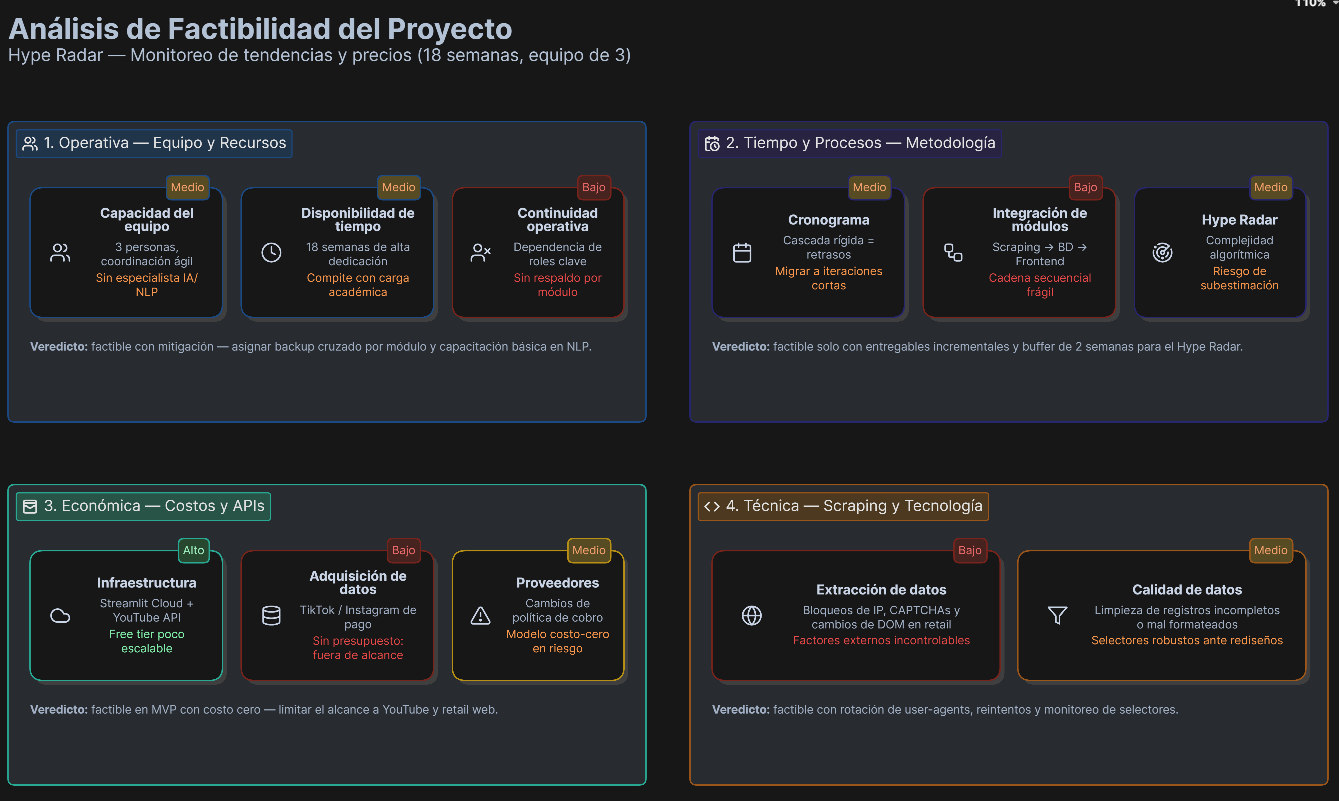 110%
Análisis de Factibilidad del Proyecto
Hype Radar — Monitoreo de tendencias y precios (18 semanas, equipo de 3)
1. Operativa — Equipo y Recursos
Medio
Capacidad del
equipo
3 personas,
coordinación ágil
Sin especialista IA/
NLP
Medio
Disponibilidad de
tiempo
18 semanas de alta
dedicación
Compite con carga
académica
Bajo
Continuidad
operativa
Dependencia de
roles clave
Sin respaldo por
módulo
Veredicto: factible con mitigación — asignar backup cruzado por módulo y capacitación básica en NLP.
2. Tiempo y Procesos — Metodología
Medio
Cronograma
Cascada rígida =
retrasos
Migrar a iteraciones
cortas
Bajo
Integración de
módulos
Scraping → BD →
Frontend
Cadena secuencial
frágil
Medio
Hype Radar
Complejidad
algorítmica
Riesgo de
subestimación
Veredicto: factible solo con entregables incrementales y buffer de 2 semanas para el Hype Radar.
3. Económica — Costos y APIs
Alto
Infraestructura
Streamlit Cloud +
YouTube API
Free tier poco
escalable
Bajo
Adquisición de
datos
TikTok / Instagram de
pago
Sin presupuesto:
fuera de alcance
Medio
Proveedores
Cambios de
política de cobro
Modelo costo-cero
en riesgo
Veredicto: factible en MVP con costo cero — limitar el alcance a YouTube y retail web.
4. Técnica — Scraping y Tecnología
Bajo
Extracción de datos
Bloqueos de IP, CAPTCHAs y
cambios de DOM en retail
Factores externos incontrolables
Medio
Calidad de datos
Limpieza de registros incompletos
o mal formateados
Selectores robustos ante rediseños
Veredicto: factible con rotación de user-agents, reintentos y monitoreo de selectores.